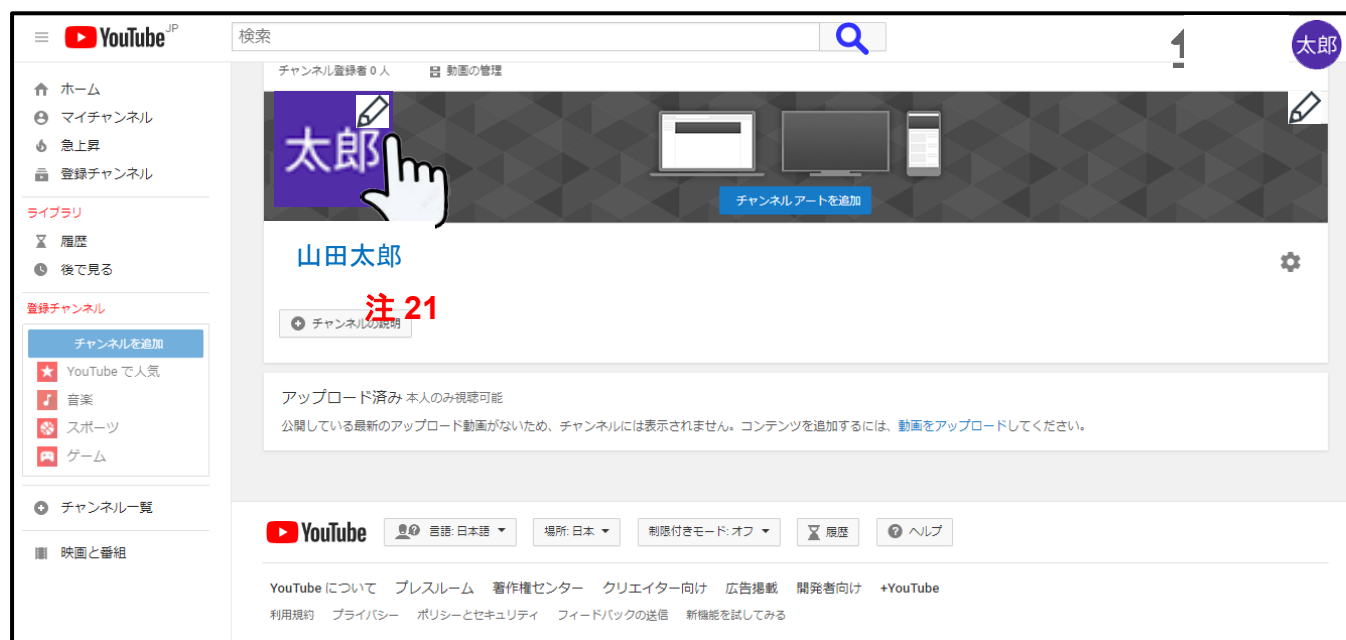 YouTube JP
検索
太郎
ホーム
マイチャンネル
急上昇
登録チャンネル
ライブラリ
履歴
後で見る
登録チャンネル
チャンネルを追加
YouTube で人気
音楽
スポーツ
ゲーム
チャンネル一覧
映画と番組
チャンネル登録者 0 人 動画の管理
太郎
チャンネル アートを追加
山田太郎
注 21
チャンネルの説明
アップロード済み 本人のみ視聴可能
公開している最新のアップロード動画がないため、チャンネルには表示されません。コンテンツを追加するには、動画をアップロードしてください。
YouTube 言語: 日本語 場所: 日本 制限付きモード: オフ 履歴 ヘルプ
YouTube について プレスルーム 著作権センター クリエイター向け 広告掲載 開発者向け +YouTube
利用規約 プライバシー ポリシーとセキュリティ フィードバックの送信 新機能を試してみる